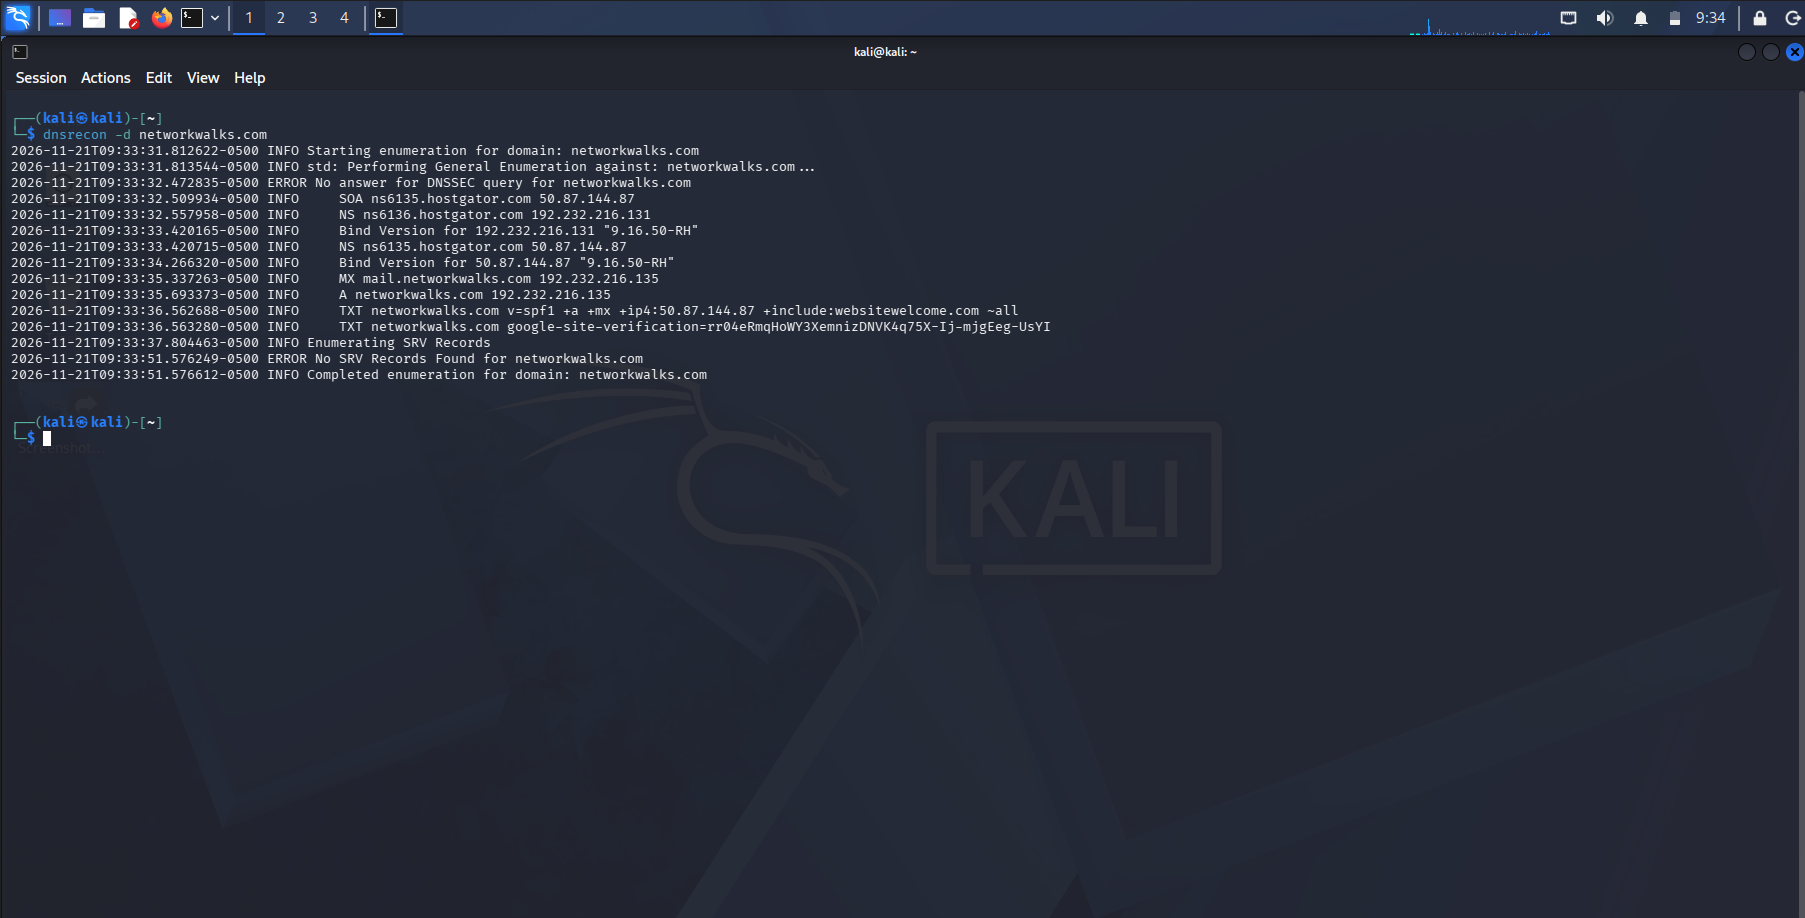 1 2 3 4 9:34
kali@kali: ~
Session Actions Edit View Help
┌──(kali㉿kali)-[~]
└─$ dnsrecon -d networkwalks.com
2026-11-21T09:33:31.812622-0500 INFO Starting enumeration for domain: networkwalks.com
2026-11-21T09:33:31.813544-0500 INFO std: Performing General Enumeration against: networkwalks.com...
2026-11-21T09:33:32.472835-0500 ERROR No answer for DNSSEC query for networkwalks.com
2026-11-21T09:33:32.509934-0500 INFO     SOA ns6135.hostgator.com 50.87.144.87
2026-11-21T09:33:32.557958-0500 INFO     NS ns6136.hostgator.com 192.232.216.131
2026-11-21T09:33:33.420165-0500 INFO     Bind Version for 192.232.216.131 "9.16.50-RH"
2026-11-21T09:33:33.420715-0500 INFO     NS ns6135.hostgator.com 50.87.144.87
2026-11-21T09:33:34.266320-0500 INFO     Bind Version for 50.87.144.87 "9.16.50-RH"
2026-11-21T09:33:35.337263-0500 INFO     MX mail.networkwalks.com 192.232.216.135
2026-11-21T09:33:35.693373-0500 INFO     A networkwalks.com 192.232.216.135
2026-11-21T09:33:36.562688-0500 INFO     TXT networkwalks.com v=spf1 +a +mx +ip4:50.87.144.87 +include:websitewelcome.com ~all
2026-11-21T09:33:36.563280-0500 INFO     TXT networkwalks.com google-site-verification=rr04eRmqHoWY3XemnizDNVK4q75X-Ij-mjgEeg-UsYI
2026-11-21T09:33:37.804463-0500 INFO Enumerating SRV Records
2026-11-21T09:33:51.576249-0500 ERROR No SRV Records Found for networkwalks.com
2026-11-21T09:33:51.576612-0500 INFO Completed enumeration for domain: networkwalks.com
┌──(kali㉿kali)-[~]
└─$
Screenshot...
KALI